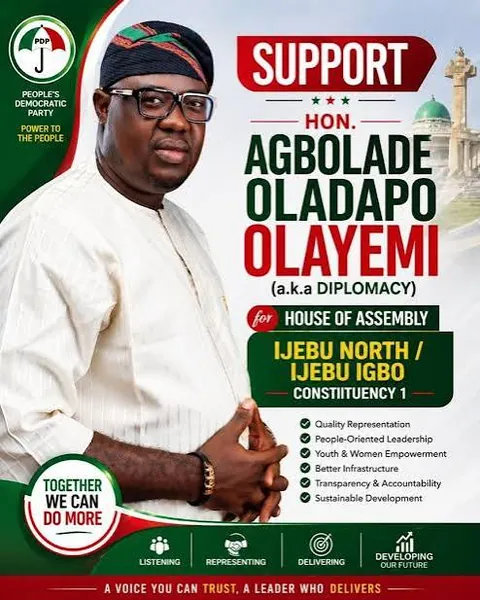 PDP
PEOPLE'S
DEMOCRATIC
PARTY
POWER TO
THE PEOPLE
SUPPORT
HON.
AGBOLADE
OLADAPO
OLAYEMI
(a.k.a DIPLOMACY)
for HOUSE OF ASSEMBLY
IJEBU NORTH /
IJEBU IGBO
CONSTITUENCY 1
Quality Representation
People-Oriented Leadership
Youth & Women Empowerment
Better Infrastructure
Transparency & Accountability
Sustainable Development
TOGETHER
WE CAN
DO MORE
LISTENING
REPRESENTING
DELIVERING
DEVELOPING
OUR FUTURE
A VOICE YOU CAN TRUST, A LEADER WHO DELIVERS